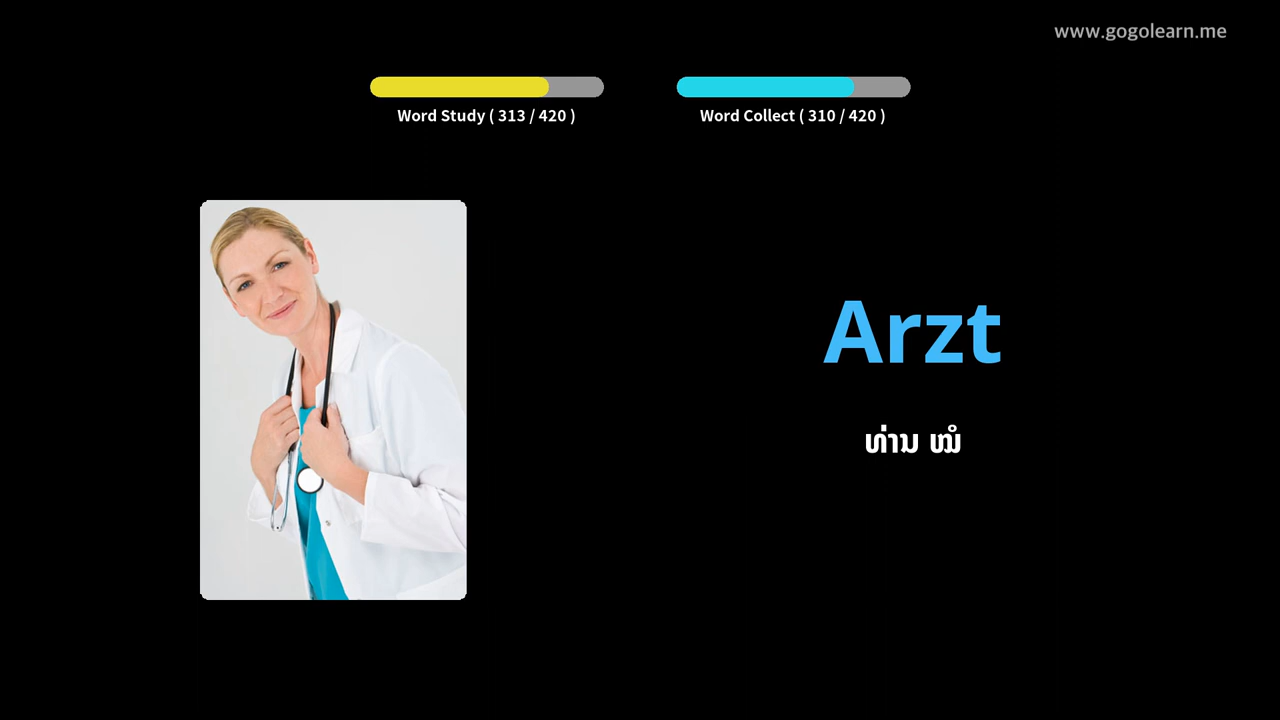 www.gogolearn.me
Word Study ( 313 / 420 )
Word Collect ( 310 / 420 )
Arzt
ທ່ານ ໝໍ